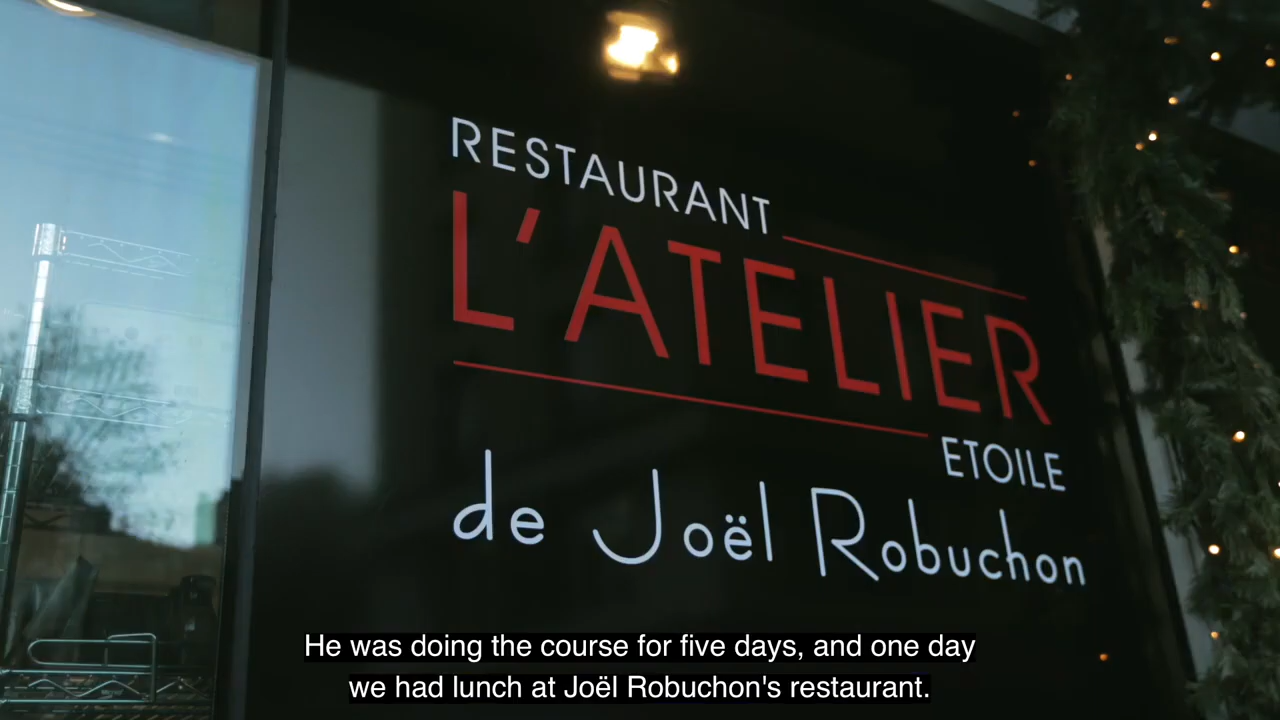 RESTAURANT
L'ATELIER
ETOILE
de Joël Robuchon
He was doing the course for five days, and one day
we had lunch at Joël Robuchon's restaurant.